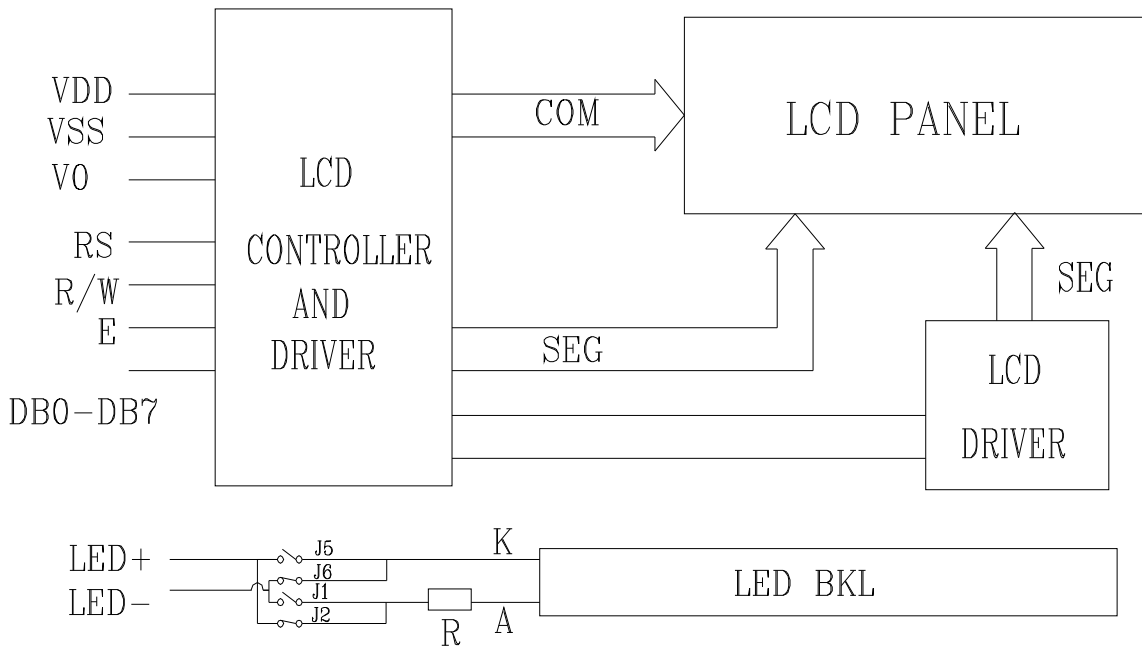 VDD
VSS
V0
RS
R/W
E
DB0-DB7
LCD
CONTROLLER
AND
DRIVER
COM
SEG
LCD PANEL
SEG
LCD
DRIVER
LED+
LED-
J5
J6
J1
J2
R
K
A
LED BKL